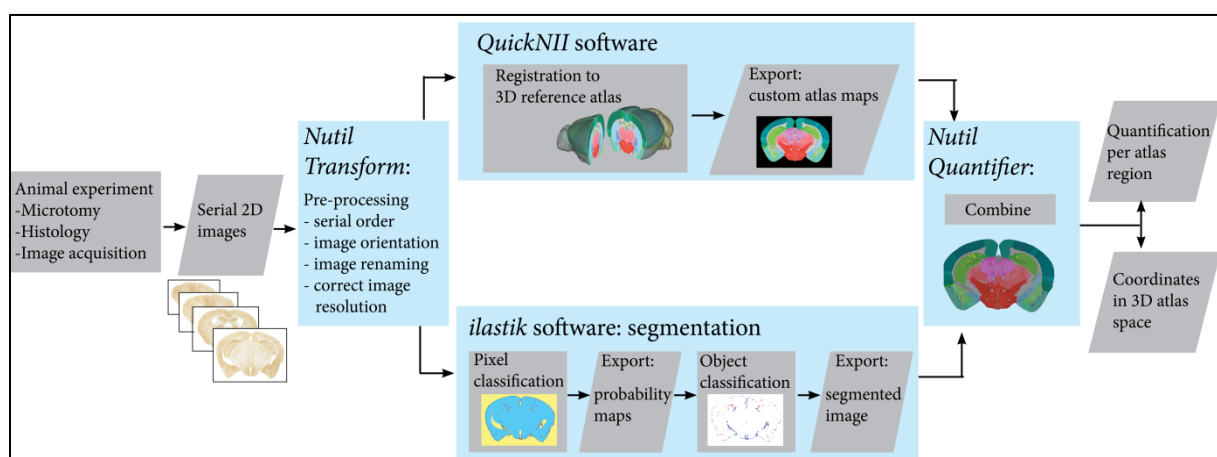 Animal experiment
-Microtomy
-Histology
-Image acquisition
Serial 2D
images
Nutil
Transform:
Pre-processing
- serial order
- image orientation
- image renaming
- correct image
resolution
QuickNII software
Registration to
3D reference atlas
Export:
custom atlas maps
ilastik software: segmentation
Pixel
classification
Export:
probability
maps
Object
classification
Export:
segmented
image
Nutil
Quantifier:
Combine
Quantification
per atlas
region
Coordinates
in 3D atlas
space